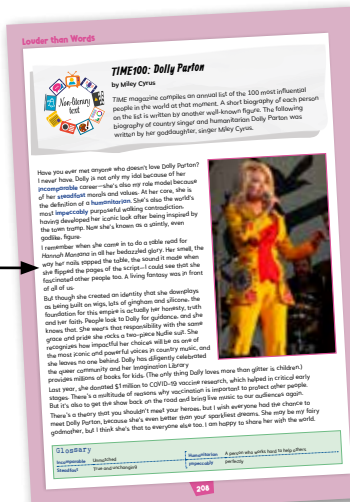 Louder than Words
Non-literary
text
TIME100: Dolly Parton
by Miley Cyrus
TIME magazine compiles an annual list of the 100 most influential
people in the world at that moment. A short biography of each person
on the list is written by another well-known figure. The following
biography of country singer and humanitarian Dolly Parton was
written by her goddaughter, singer Miley Cyrus.
Have you ever met anyone who doesn't love Dolly Parton?
I never have. Dolly is not only my idol because of her
incomparable career—she's also my role model because
of her steadfast morals and values. At her core, she is
the definition of a humanitarian. She's also the world's
most impeccably purposeful walking contradiction:
having developed her iconic look after being inspired by
the town tramp. Now she's known as a saintly, even
godlike, figure.
I remember when she came in to do a table read for
Hannah Montana in all her bedazzled glory. Her smell, the
way her nails tapped the table, the sound it made when
she flipped the pages of the script—I could see that she
fascinated other people too. A living fantasy was in front
of all of us.
But though she created an identity that she downplays
as being built on wigs, lots of gingham and silicone, the
foundation for this empire is actually her honesty, truth
and her faith. People look to Dolly for guidance, and she
knows that. She wears that responsibility with the same
grace and pride she rocks a two-piece Nudie suit. She
recognizes how impactful her choices will be as one of
the most iconic and powerful voices in country music, and
she leaves no one behind. Dolly has diligently celebrated
the queer community and her Imagination Library
provides millions of books for kids. (The only thing Dolly loves more than glitter is children.)
Last year, she donated $1 million to COVID-19 vaccine research, which helped in critical early
stages. There's a multitude of reasons why vaccination is important to protect other people.
But it's also to get the show back on the road and bring live music to our audiences again.
There's a theory that you shouldn't meet your heroes, but I wish everyone had the chance to
meet Dolly Parton, because she's even better than your sparkliest dreams. She may be my fairy
godmother, but I think she's that to everyone else too. I am happy to share her with the world.
Glossary
Incomparable Unmatched
Steadfast True and unchanged
Humanitarian A person who works hard to help others
Impeccable perfectly
208